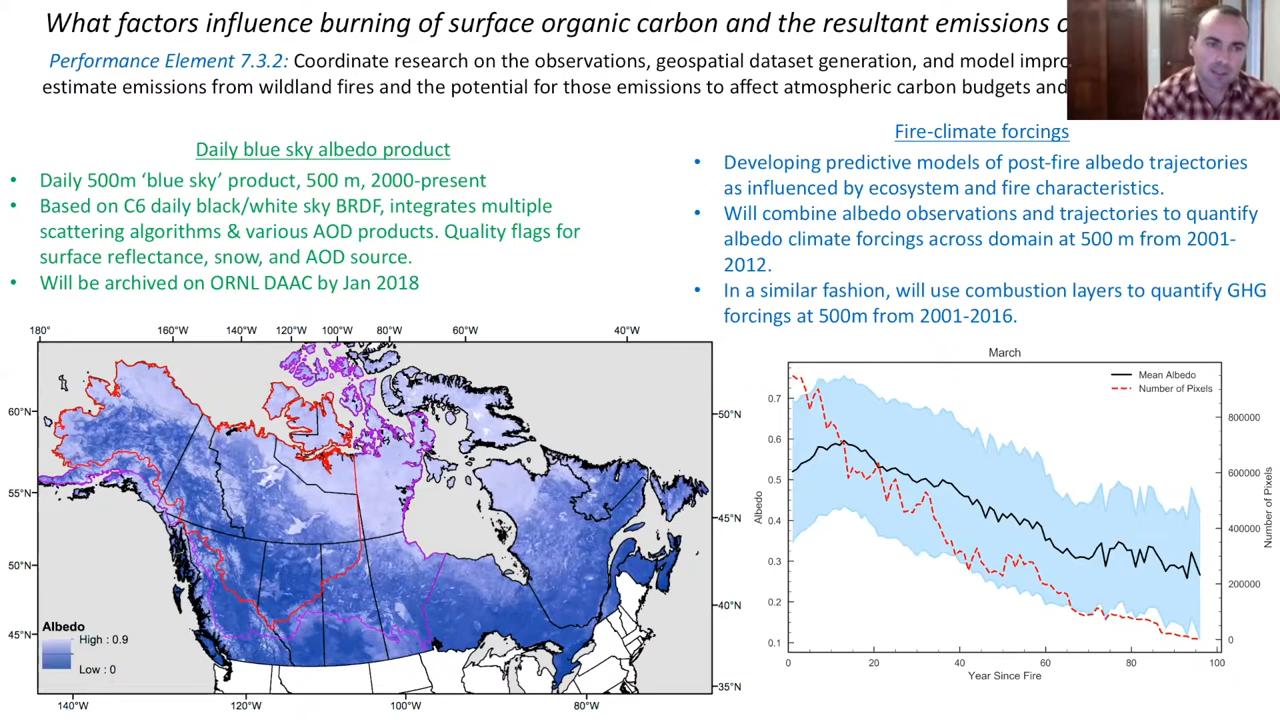 What factors influence burning of surface organic carbon and the resultant emissions
Performance Element 7.3.2: Coordinate research on the observations, geospatial dataset generation, and model
estimate emissions from wildland fires and the potential for those emissions to affect atmospheric carbon budgets and
Daily blue sky albedo product
• Daily 500m ‘blue sky’ product, 500 m, 2000-present
• Based on C6 daily black/white sky BRDF, integrates multiple
scattering algorithms & various AOD products. Quality flags for
surface reflectance, snow, and AOD source.
• Will be archived on ORNL DAAC by Jan 2018
Fire-climate forcings
• Developing predictive models of post-fire albedo trajectories
as influenced by ecosystem and fire characteristics.
• Will combine albedo observations and trajectories to quantify
albedo climate forcings across domain at 500 m from 2001-
2012.
• In a similar fashion, will use combustion layers to quantify GHG
forcings at 500m from 2001-2016.
180° 160°W 140°W 120°W 100°W 80°W 60°W 40°W
60°N
55°N
50°N
45°N
50°N
45°N
40°N
35°N
Albedo
High : 0.9
Low : 0
140°W 120°W 100°W 80°W
March
Mean Albedo
Number of Pixels
Albedo
0.7
0.6
0.5
0.4
0.3
0.2
0.1
800000
600000
400000
200000
0
Number of Pixels
0 20 40 60 80 100
Year Since Fire